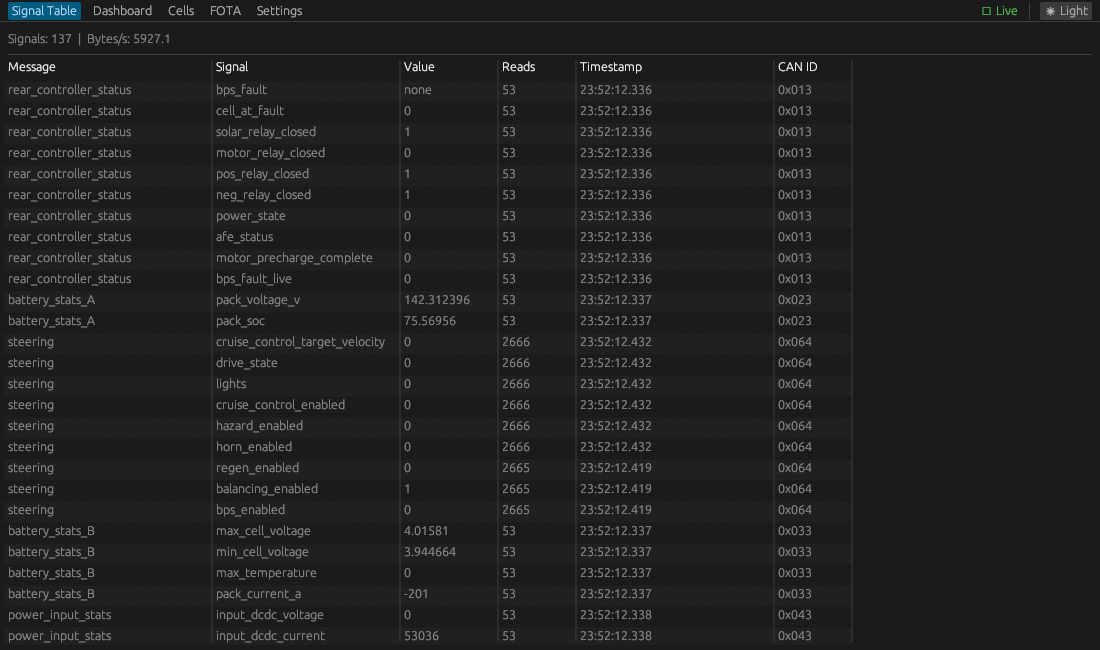 Signal Table Dashboard Cells FOTA Settings Live Light
Signals: 137 | Bytes/s: 5927.1
Message Signal Value Reads Timestamp CAN ID
rear_controller_status bps_fault none 53 23:52:12.336 0x013
rear_controller_status cell_at_fault 0 53 23:52:12.336 0x013
rear_controller_status solar_relay_closed 1 53 23:52:12.336 0x013
rear_controller_status motor_relay_closed 0 53 23:52:12.336 0x013
rear_controller_status pos_relay_closed 1 53 23:52:12.336 0x013
rear_controller_status neg_relay_closed 1 53 23:52:12.336 0x013
rear_controller_status power_state 0 53 23:52:12.336 0x013
rear_controller_status afe_status 0 53 23:52:12.336 0x013
rear_controller_status motor_precharge_complete 0 53 23:52:12.336 0x013
rear_controller_status bps_fault_live 0 53 23:52:12.336 0x013
battery_stats_A pack_voltage_v 142.312396 53 23:52:12.337 0x023
battery_stats_A pack_soc 75.56956 53 23:52:12.337 0x023
steering cruise_control_target_velocity 0 2666 23:52:12.432 0x064
steering drive_state 0 2666 23:52:12.432 0x064
steering lights 0 2666 23:52:12.432 0x064
steering cruise_control_enabled 0 2666 23:52:12.432 0x064
steering hazard_enabled 0 2666 23:52:12.432 0x064
steering horn_enabled 0 2666 23:52:12.432 0x064
steering regen_enabled 0 2665 23:52:12.419 0x064
steering balancing_enabled 1 2665 23:52:12.419 0x064
steering bps_enabled 0 2665 23:52:12.419 0x064
battery_stats_B max_cell_voltage 4.01581 53 23:52:12.337 0x033
battery_stats_B min_cell_voltage 3.944664 53 23:52:12.337 0x033
battery_stats_B max_temperature 0 53 23:52:12.337 0x033
battery_stats_B pack_current_a -201 53 23:52:12.337 0x033
power_input_stats input_dcdc_voltage 0 53 23:52:12.338 0x043
power_input_stats input_dcdc_current 53036 53 23:52:12.338 0x043